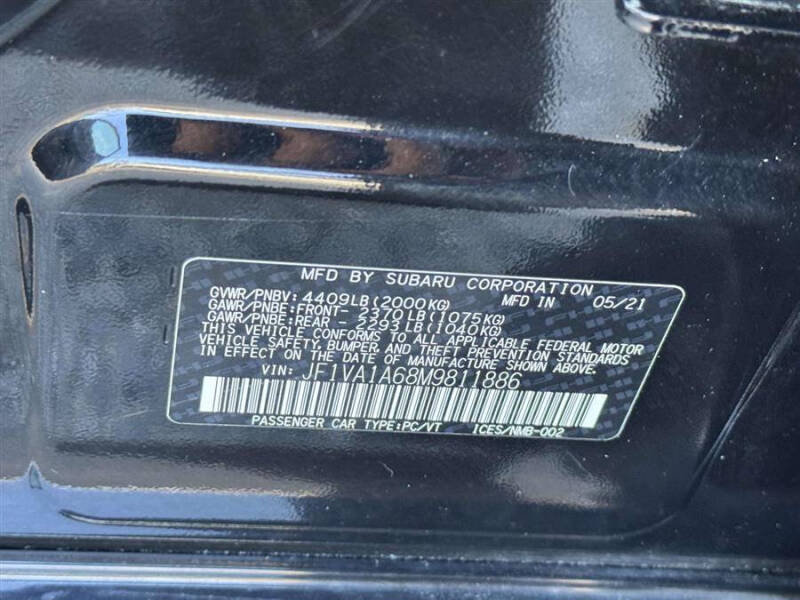 MFD BY SUBARU CORPORATION
GVWR/PNBV: 4409LB(2000KG) MFD IN 05/21
GAWR/PNBE:FRONT- 2370LB(1075KG)
GAWR/PNBE:REAR - 2293LB(1040KG)
THIS VEHICLE CONFORMS TO ALL APPLICABLE FEDERAL MOTOR
VEHICLE SAFETY, BUMPER AND THEFT PREVENTION STANDARDS
IN EFFECT ON THE DATE OF MANUFACTURE SHOWN ABOVE.
VIN: JF1VA1A68M9811886
PASSENGER CAR TYPE:PC/VT ICES/NMB-002